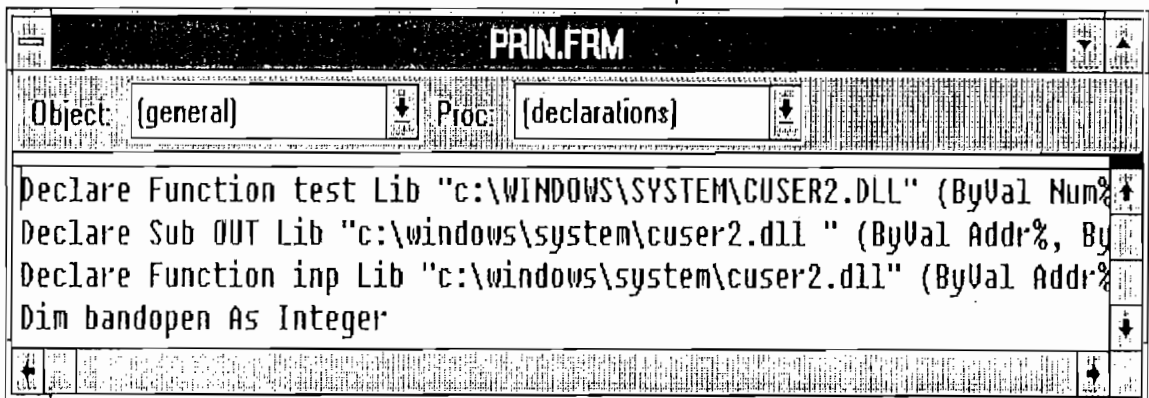 PRIN.FRM
Object: (general) Proc: (declarations)
Declare Function test Lib "c:\WINDOWS\SYSTEM\CUSER2.DLL" (ByVal Num%
Declare Sub OUT Lib "c:\windows\system\cuser2.dll " (ByVal Addr%, By
Declare Function inp Lib "c:\windows\system\cuser2.dll" (ByVal Addr%
Dim bandopen As Integer